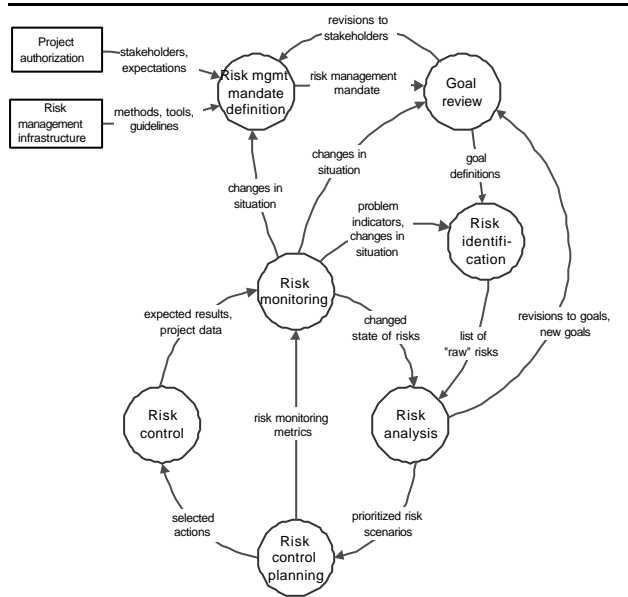 revisions to
stakeholders
Project
authorization
stakeholders,
expectations
Risk mgmt
mandate
definition
risk management
mandate
Goal
review
Risk
management
infrastructure
methods, tools,
guidelines
changes in
situation
changes in
situation
goal
definitions
problem
indicators,
changes in
situation
Risk
identifi-
cation
Risk
monitoring
expected results,
project data
changed
state of risks
list of
"raw" risks
revisions to goals,
new goals
Risk
control
risk monitoring
metrics
Risk
analysis
selected
actions
prioritized risk
scenarios
Risk
control
planning